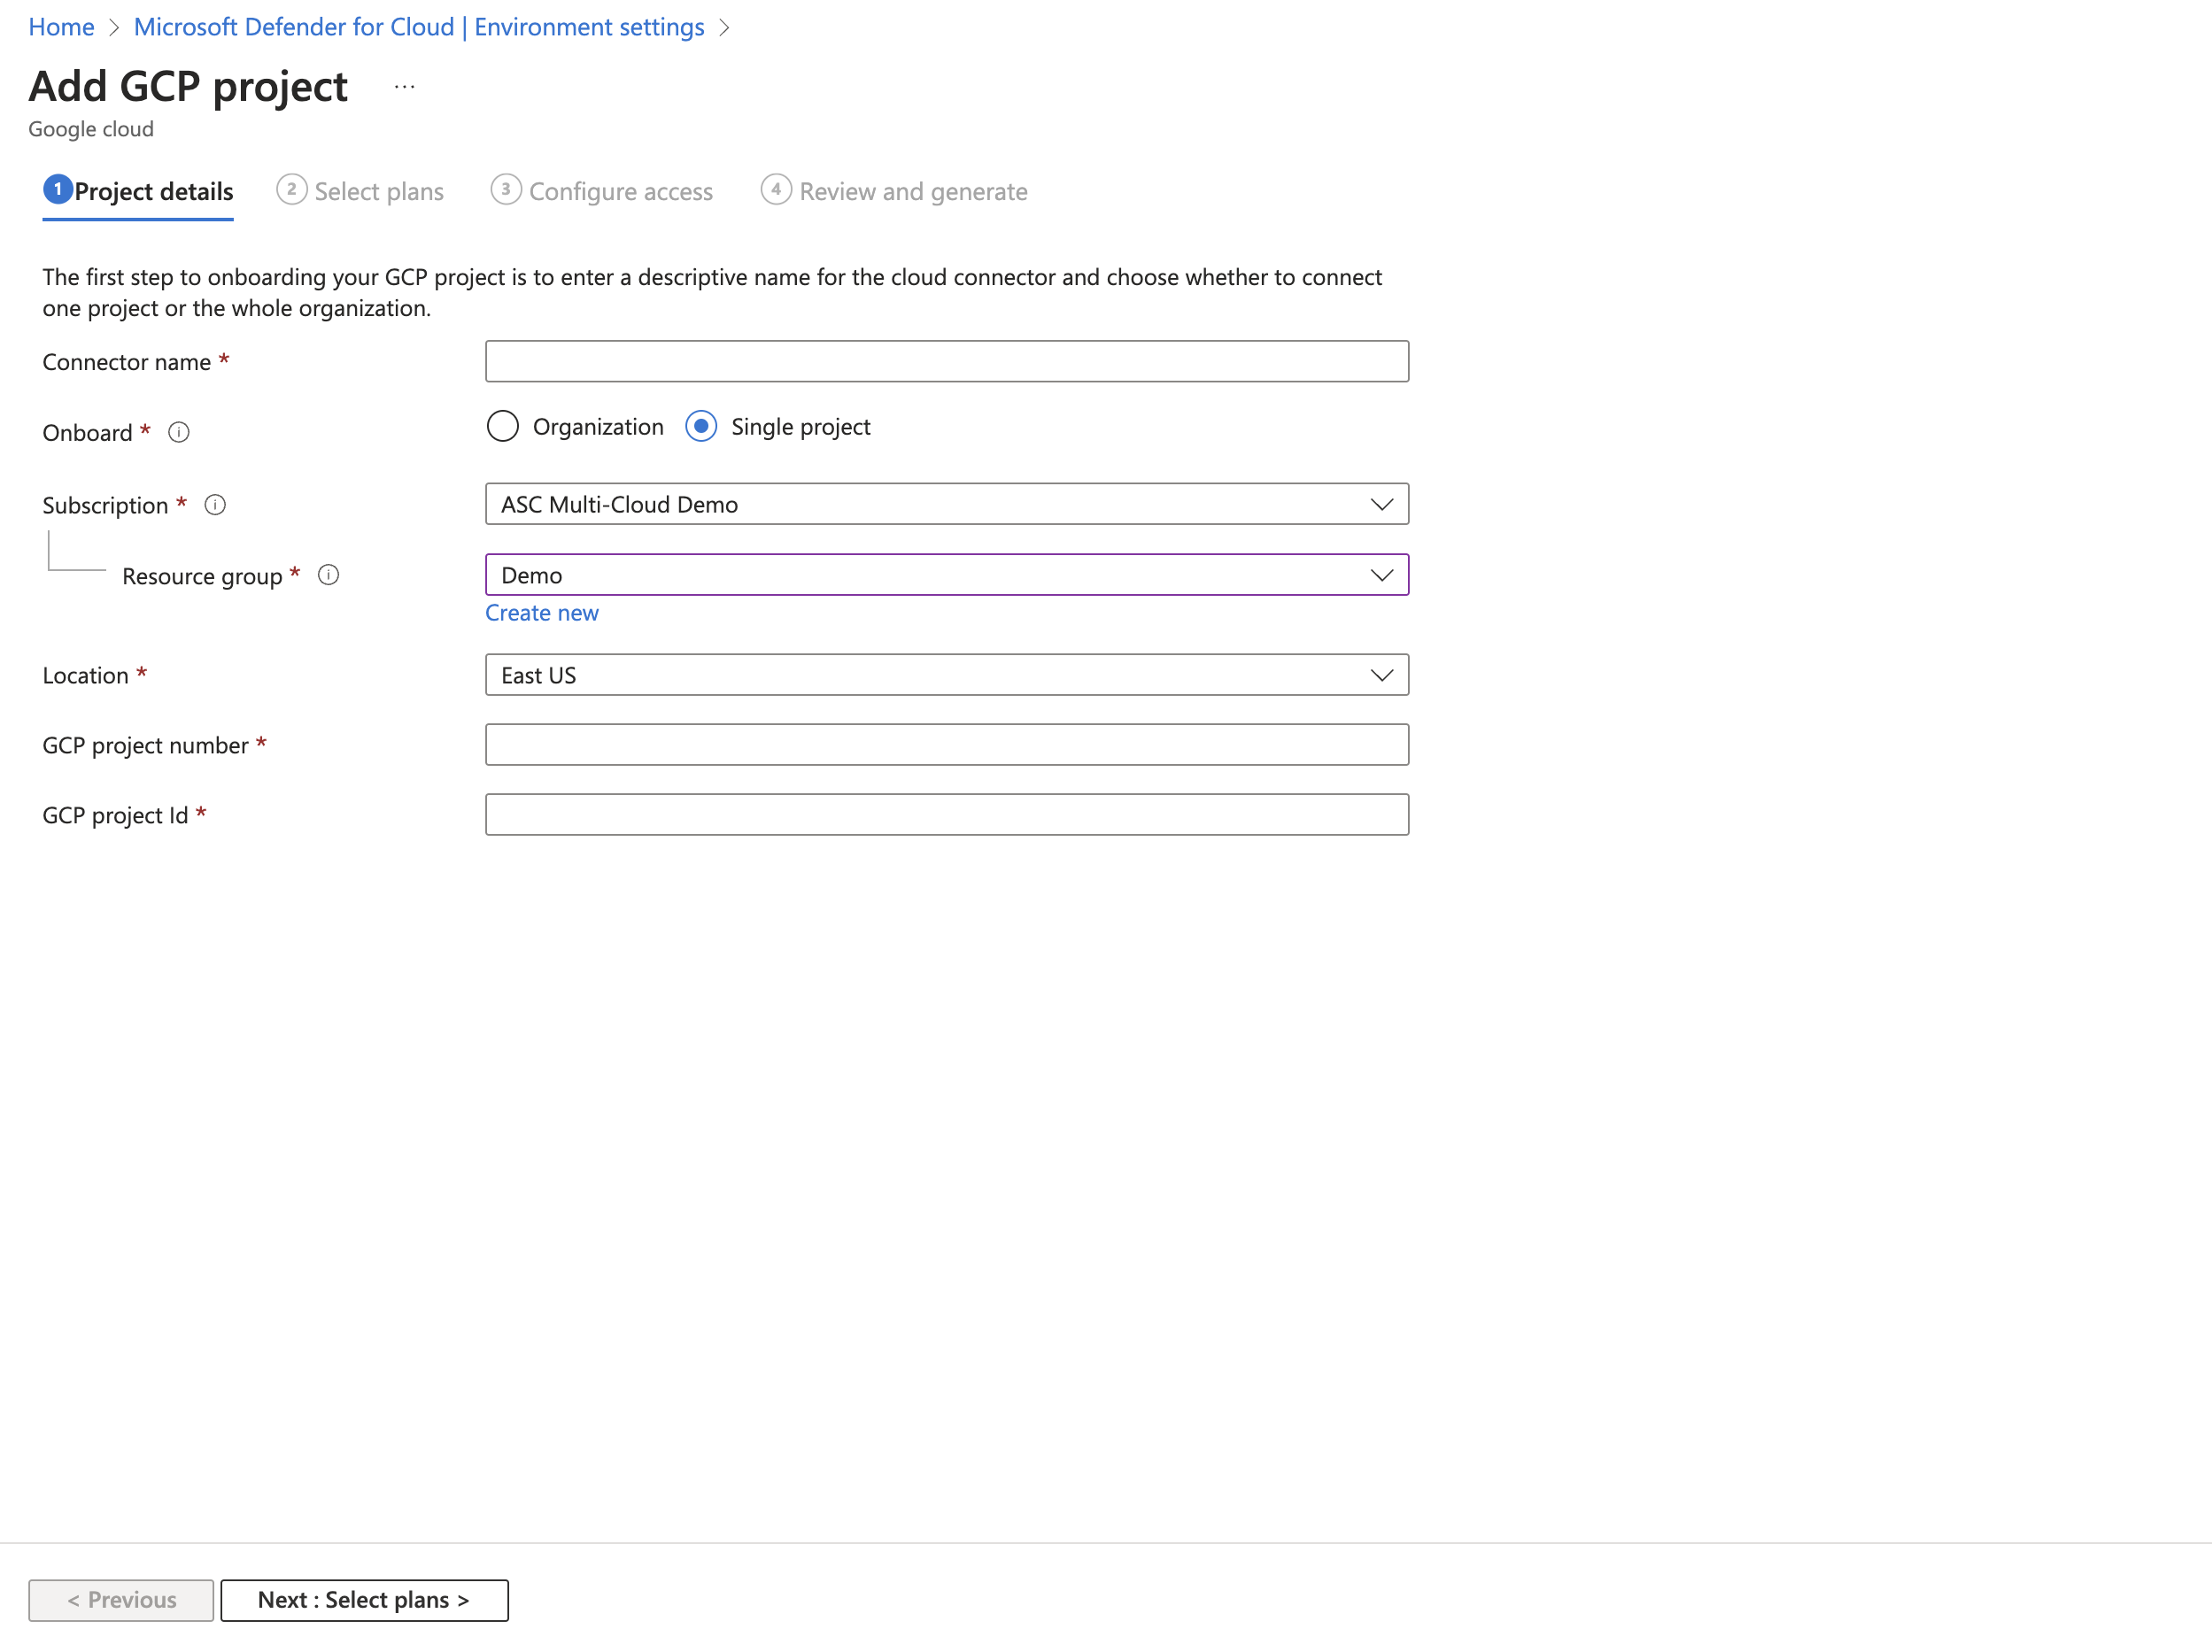 Home > Microsoft Defender for Cloud | Environment settings >
Add GCP project ...
Google cloud
1 Project details 2 Select plans 3 Configure access 4 Review and generate
The first step to onboarding your GCP project is to enter a descriptive name for the cloud connector and choose whether to connect
one project or the whole organization.
Connector name *
Onboard * Organization Single project
Subscription * ASC Multi-Cloud Demo
Resource group * Demo
Create new
Location * East US
GCP project number *
GCP project Id *
< Previous Next : Select plans >